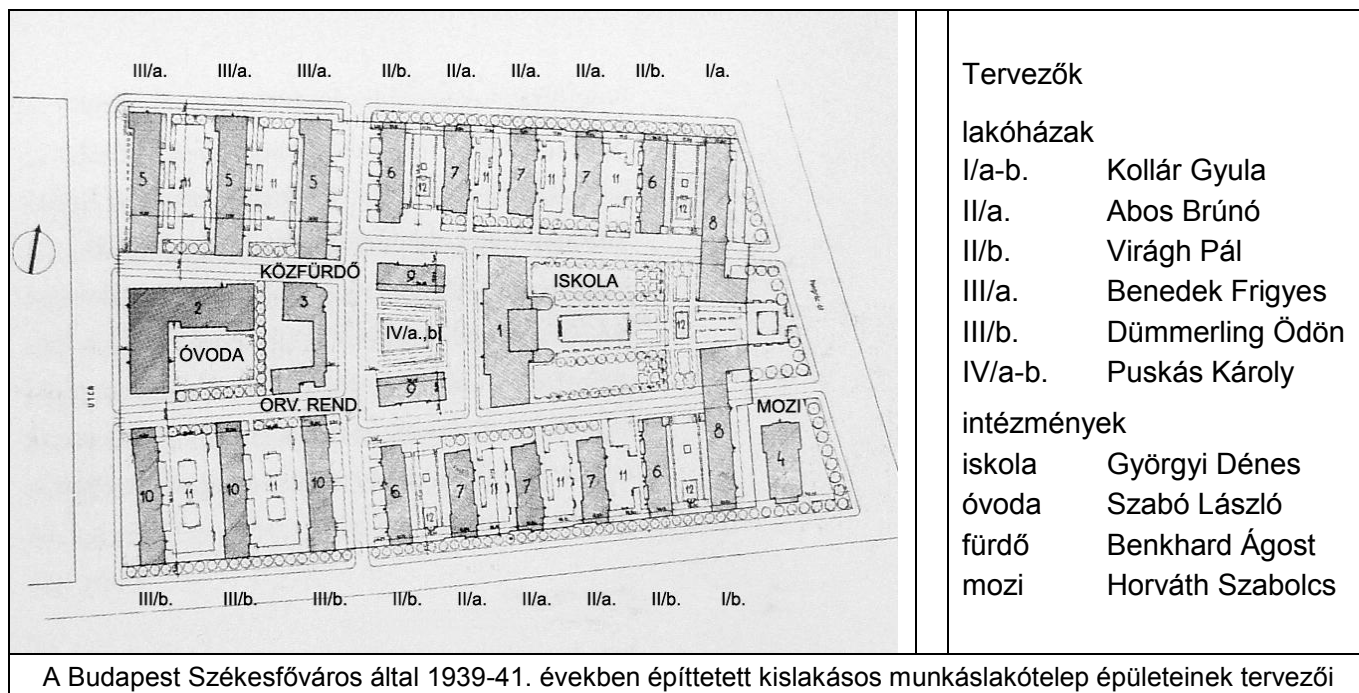 III/a. III/a. III/a. II/b. II/a. II/a. II/a. II/b. I/a.
5 11 5 11 5 6 12 7 11 7 11 7 11 6 12 8
KÖZFÜRDŐ ISKOLA
2 3 9 1 12
ÓVODA IV/a.,b
UTCA
9
ORV. REND. MOZI
10 11 10 11 10 6 12 7 11 7 11 7 11 6 12 8 4
III/b. III/b. III/b. II/b. II/a. II/a. II/a. II/b. I/b.
Tervezők
lakóházak
I/a-b. Kollár Gyula
II/a. Abos Brúnó
II/b. Virágh Pál
III/a. Benedek Frigyes
III/b. Dümmerling Ödön
IV/a-b. Puskás Károly
intézmények
iskola Györgyi Dénes
óvoda Szabó László
fürdő Benkhard Ágost
mozi Horváth Szabolcs
A Budapest Székesfőváros által 1939-41. években építtetett kislakásos munkáslakótelep épületeinek tervezői